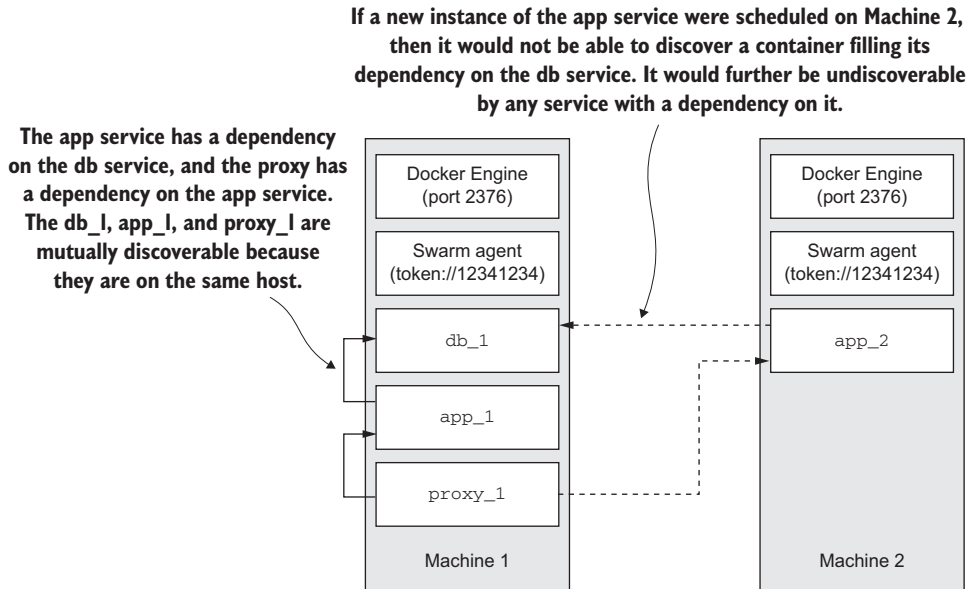 If a new instance of the app service were scheduled on Machine 2,
then it would not be able to discover a container filling its
dependency on the db service. It would further be undiscoverable
by any service with a dependency on it.
The app service has a dependency
on the db service, and the proxy has
a dependency on the app service.
The db_1, app_1, and proxy_1 are
mutually discoverable because
they are on the same host.
Docker Engine
(port 2376)
Swarm agent
(token://12341234)
db_1
app_1
proxy_1
Machine 1
Docker Engine
(port 2376)
Swarm agent
(token://12341234)
app_2
Machine 2